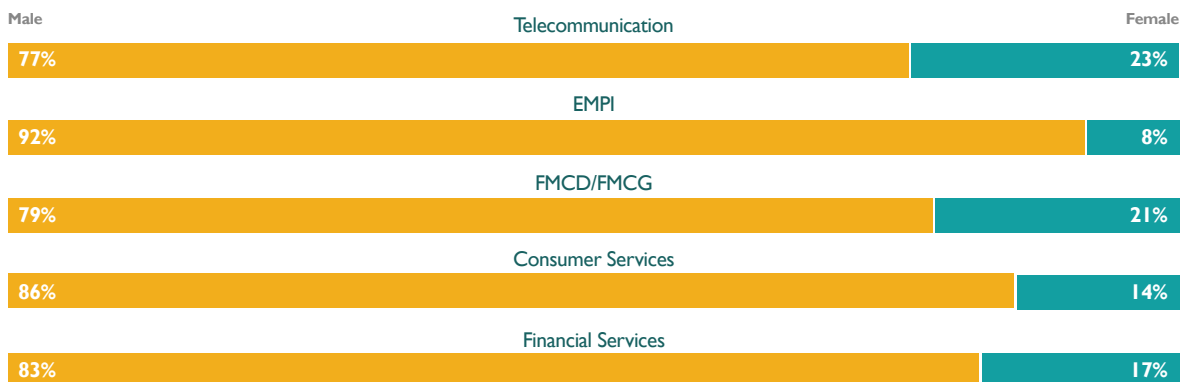 Male Female
Telecommunication
77% 23%
EMPI
92% 8%
FMCD/FMCG
79% 21%
Consumer Services
86% 14%
Financial Services
83% 17%